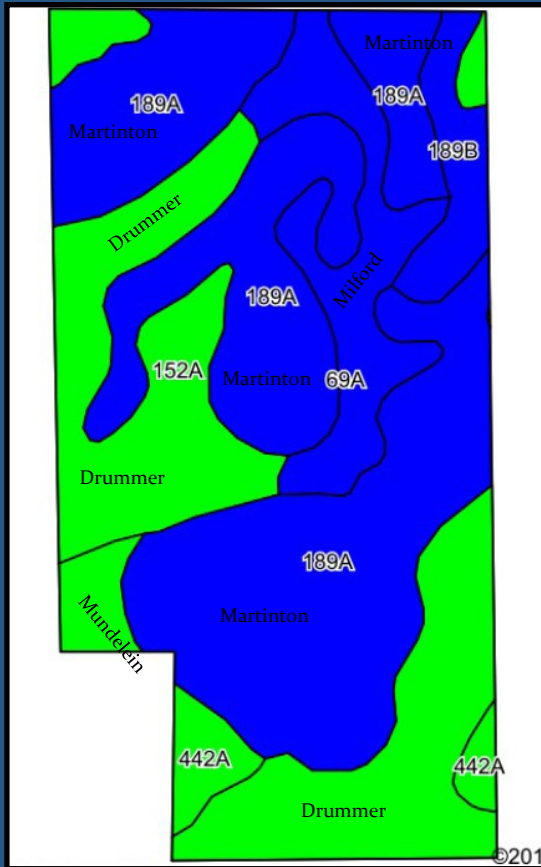 Martinton
189A
189A
Martinton
189B
Drummer
Milford
189A
152A
Martinton
69A
Drummer
189A
Martinton
Mundelein
442A
442A
Drummer
©201